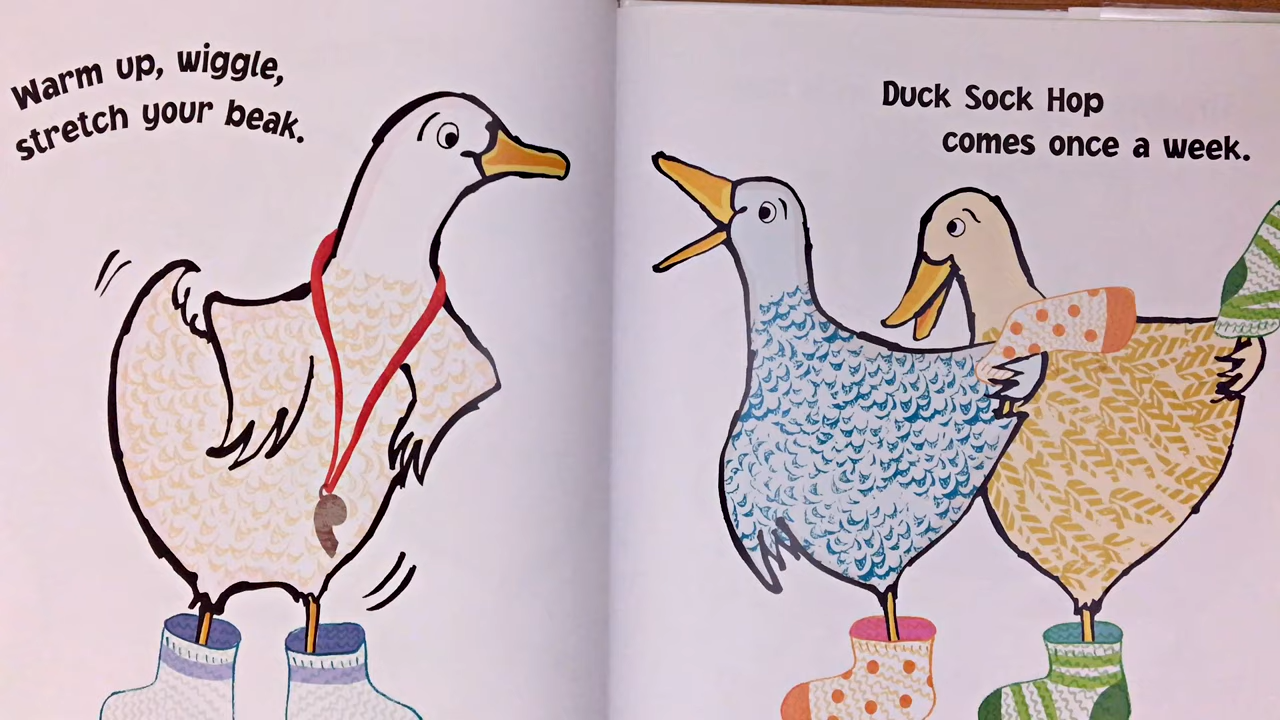 Warm up, wiggle,
stretch your beak.
Duck Sock Hop
comes once a week.